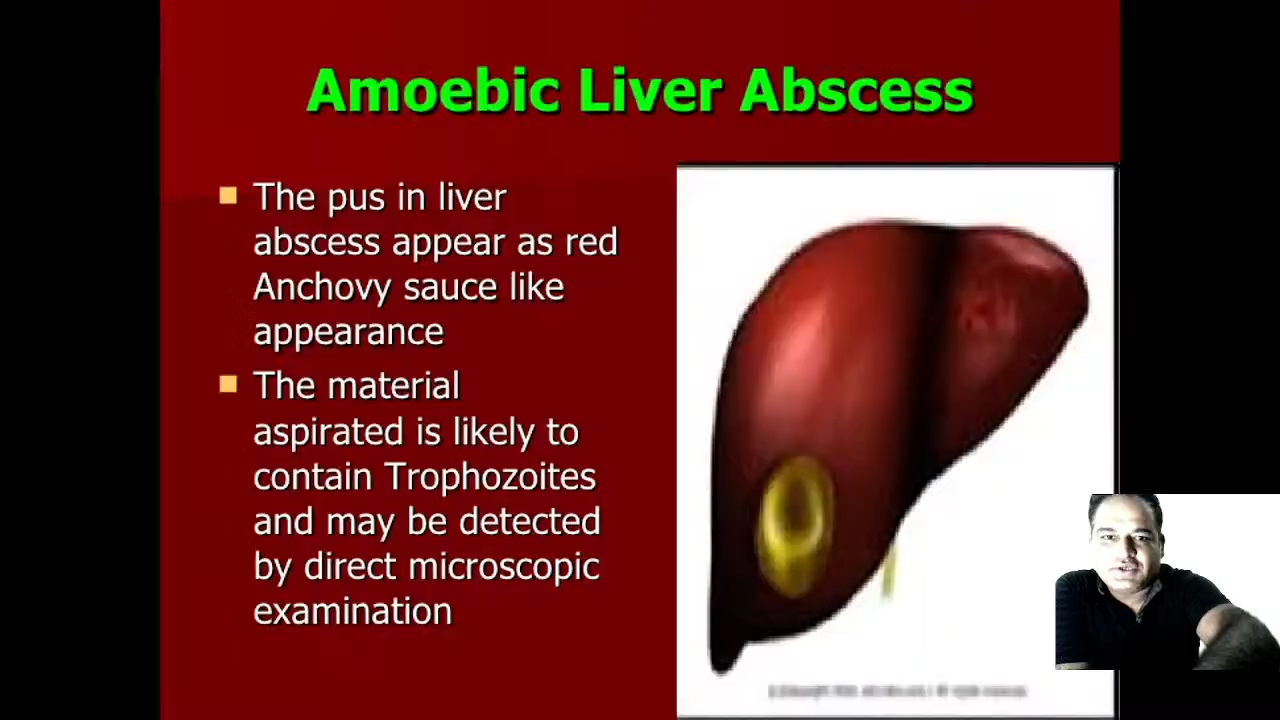 Amoebic Liver Abscess
The pus in liver
abscess appear as red
Anchovy sauce like
appearance
The material
aspirated is likely to
contain Trophozoites
and may be detected
by direct microscopic
examination